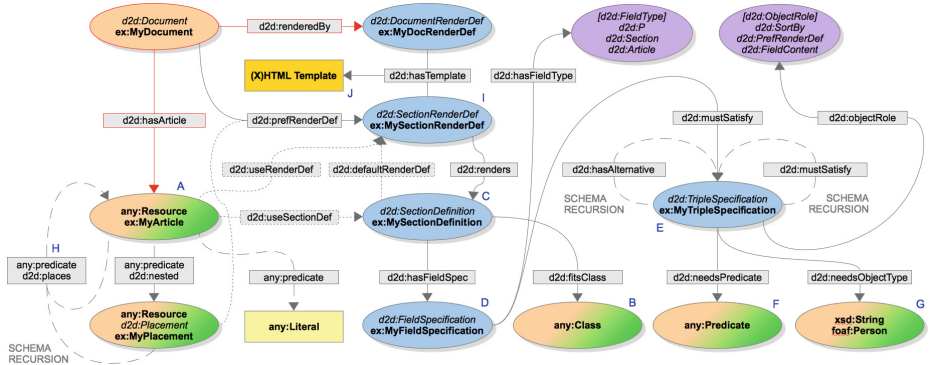 d2d:Document
ex:MyDocument
d2d:renderedBy
d2d:DocumentRenderDef
ex:MyDocRenderDef
[d2d:FieldType]
d2d:P
d2d:Section
d2d:Article
[d2d:ObjectRole]
d2d:SortBy
d2d:PrefRenderDef
d2d:FieldContent
(X)HTML Template
J
d2d:hasTemplate
d2d:hasFieldType
I
d2d:hasArticle
d2d:prefRenderDef
d2d:SectionRenderDef
ex:MySectionRenderDef
d2d:mustSatisfy
d2d:objectRole
d2d:useRenderDef
d2d:defaultRenderDef
d2d:renders
d2d:hasAlternative
d2d:mustSatisfy
SCHEMA
RECURSION
SCHEMA
RECURSION
A
any:Resource
ex:MyArticle
d2d:useSectionDef
C
d2d:SectionDefinition
ex:MySectionDefinition
d2d:TripleSpecification
ex:MyTripleSpecification
E
H
any:predicate
d2d:places
any:predicate
d2d:nested
any:predicate
d2d:hasFieldSpec
d2d:fitsClass
d2d:needsPredicate
d2d:needsObjectType
any:Resource
d2d:Placement
ex:MyPlacement
any:Literal
D
d2d:FieldSpecification
ex:MyFieldSpecification
B
any:Class
F
any:Predicate
G
xsd:String
foaf:Person
SCHEMA
RECURSION